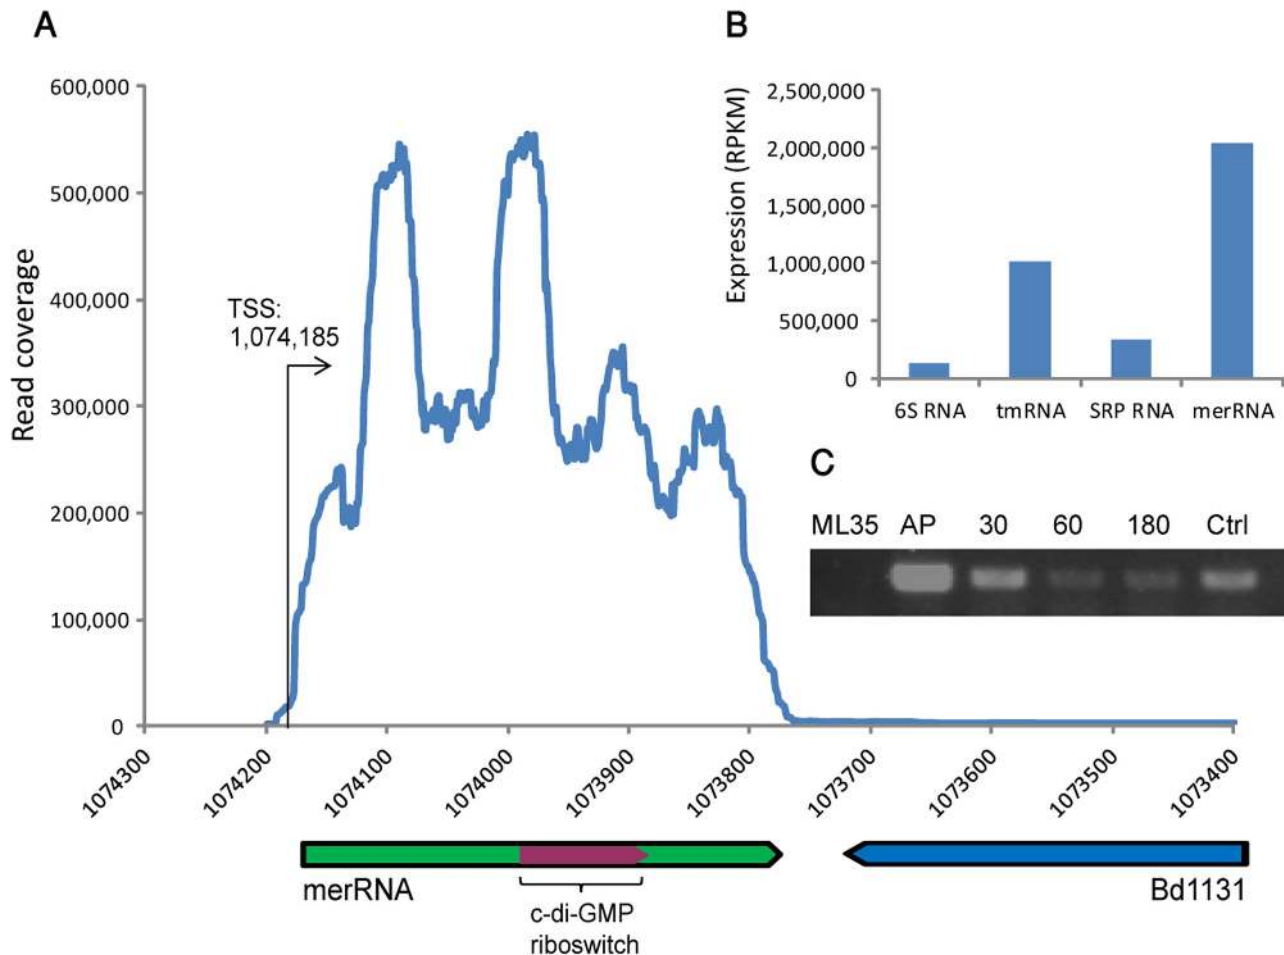 A
Read coverage
600,000
500,000
400,000
300,000
200,000
100,000
0
TSS:
1,074,185
1074300
1074200
1074100
1074000
1073900
1073800
1073700
1073600
1073500
1073400
merRNA
c-di-GMP
riboswitch
Bd1131
B
Expression (RPKM)
2,500,000
2,000,000
1,500,000
1,000,000
500,000
0
6S RNA tmRNA SRP RNA merRNA
C
ML35 AP 30 60 180 Ctrl